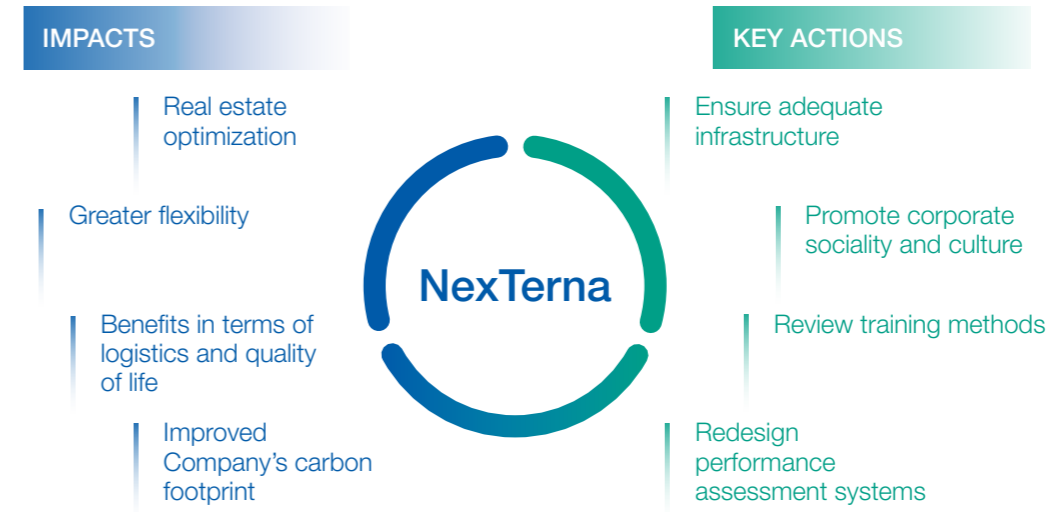 IMPACTS
Real estate
optimization
Greater flexibility
Benefits in terms of
logistics and quality
of life
Improved
Company’s carbon
footprint
NexTerna
KEY ACTIONS
Ensure adequate
infrastructure
Promote corporate
sociality and culture
Review training methods
Redesign
performance
assessment systems